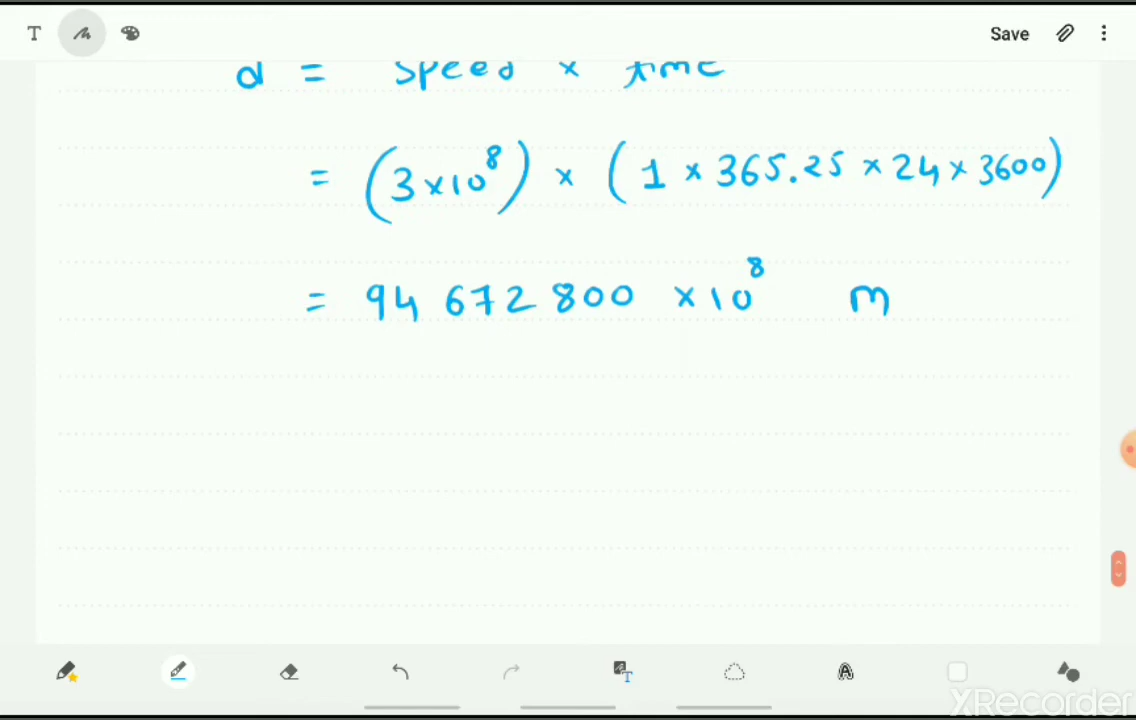 T Save
d = speed × time
= (3×10⁸) × (1 × 365.25 × 24 × 3600)
= 94 672 800 ×10⁸ m
T
A
XRecorder